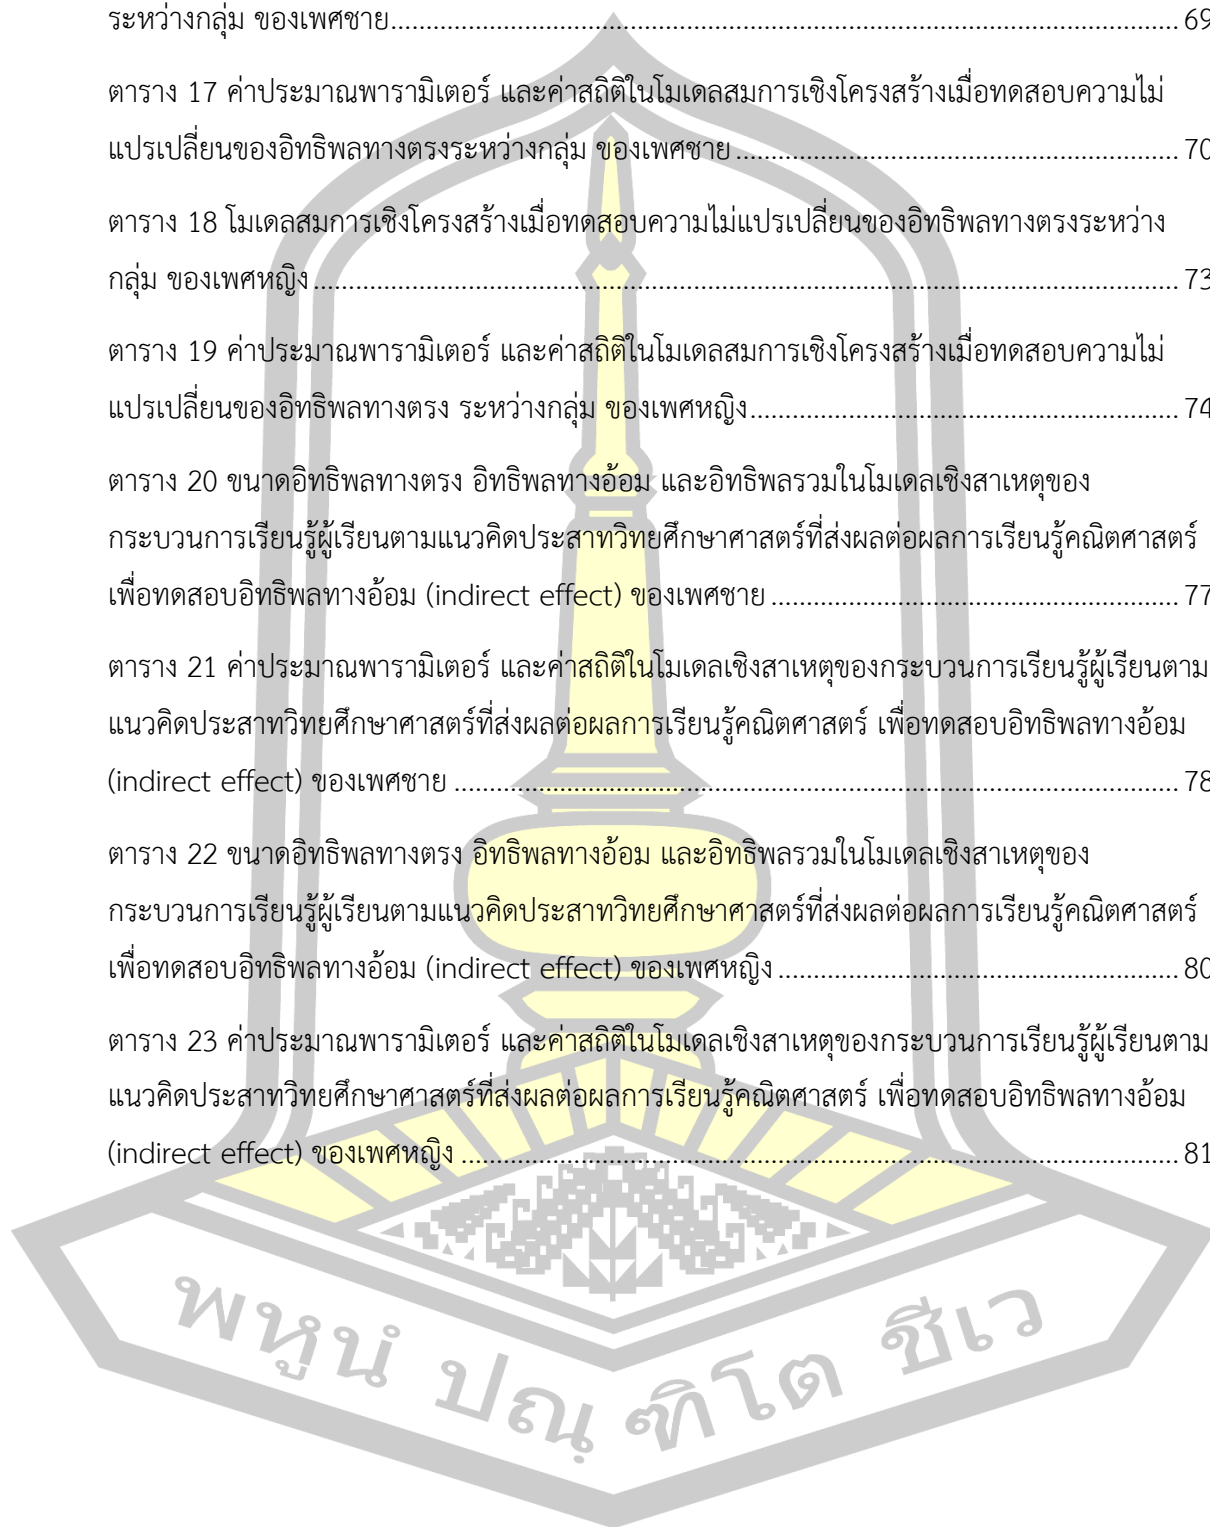 ระหว่างกลุ่ม ของเพศชาย.......................................................................................................... 69
ตาราง 17 ค่าประมาณพารามิเตอร์ และค่าสถิติในโมเดลสมการเชิงโครงสร้างเมื่อทดสอบความไม่
แปรเปลี่ยนของอิทธิพลทางตรงระหว่างกลุ่ม ของเพศชาย ............................................................ 70
ตาราง 18 โมเดลสมการเชิงโครงสร้างเมื่อทดสอบความไม่แปรเปลี่ยนของอิทธิพลทางตรงระหว่าง
กลุ่ม ของเพศหญิง ..................................................................................................................... 73
ตาราง 19 ค่าประมาณพารามิเตอร์ และค่าสถิติในโมเดลสมการเชิงโครงสร้างเมื่อทดสอบความไม่
แปรเปลี่ยนของอิทธิพลทางตรง ระหว่างกลุ่ม ของเพศหญิง.......................................................... 74
ตาราง 20 ขนาดอิทธิพลทางตรง อิทธิพลทางอ้อม และอิทธิพลรวมในโมเดลเชิงสาเหตุของ
กระบวนการเรียนรู้ผู้เรียนตามแนวคิดประสาทวิทยศึกษาศาสตร์ที่ส่งผลต่อผลการเรียนรู้คณิตศาสตร์
เพื่อทดสอบอิทธิพลทางอ้อม (indirect effect) ของเพศชาย ....................................................... 77
ตาราง 21 ค่าประมาณพารามิเตอร์ และค่าสถิติในโมเดลเชิงสาเหตุของกระบวนการเรียนรู้ผู้เรียนตาม
แนวคิดประสาทวิทยศึกษาศาสตร์ที่ส่งผลต่อผลการเรียนรู้คณิตศาสตร์ เพื่อทดสอบอิทธิพลทางอ้อม
(indirect effect) ของเพศชาย ................................................................................................. 78
ตาราง 22 ขนาดอิทธิพลทางตรง อิทธิพลทางอ้อม และอิทธิพลรวมในโมเดลเชิงสาเหตุของ
กระบวนการเรียนรู้ผู้เรียนตามแนวคิดประสาทวิทยศึกษาศาสตร์ที่ส่งผลต่อผลการเรียนรู้คณิตศาสตร์
เพื่อทดสอบอิทธิพลทางอ้อม (indirect effect) ของเพศหญิง ...................................................... 80
ตาราง 23 ค่าประมาณพารามิเตอร์ และค่าสถิติในโมเดลเชิงสาเหตุของกระบวนการเรียนรู้ผู้เรียนตาม
แนวคิดประสาทวิทยศึกษาศาสตร์ที่ส่งผลต่อผลการเรียนรู้คณิตศาสตร์ เพื่อทดสอบอิทธิพลทางอ้อม
(indirect effect) ของเพศหญิง ................................................................................................ 81
พหูนํ ปณฺฑิโต ชีเว